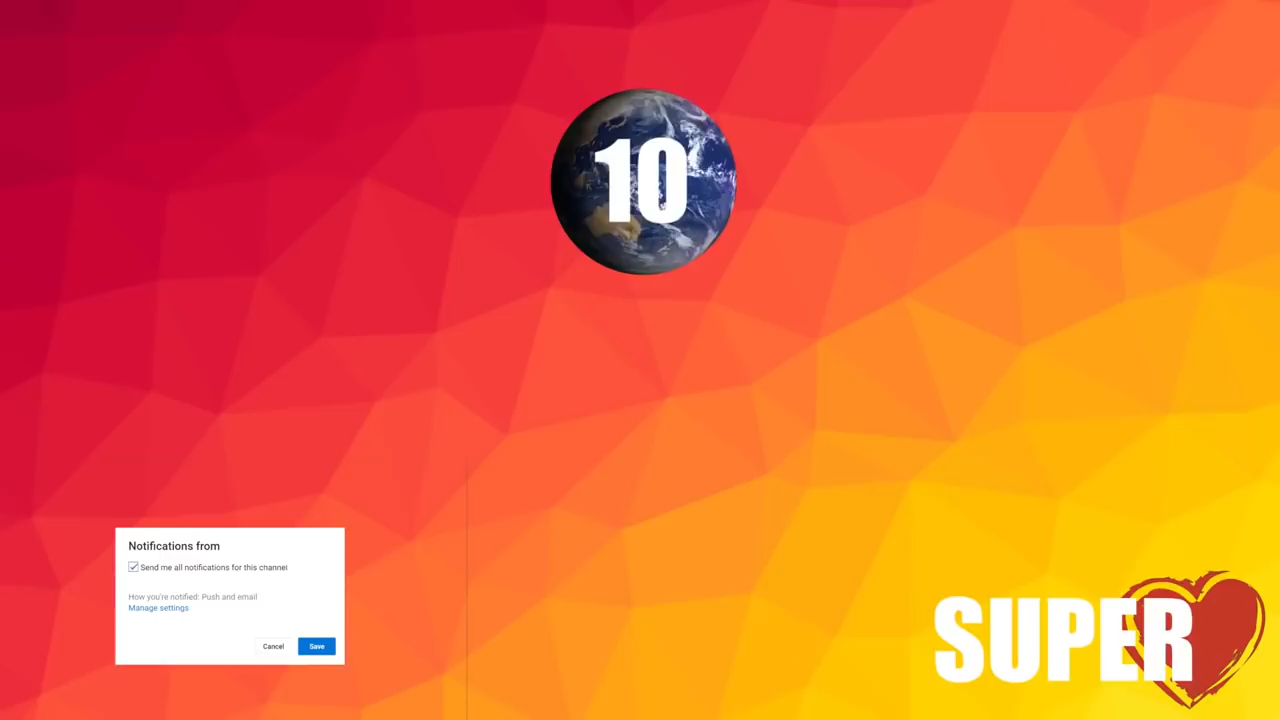 10
Notifications from
Send me all notifications for this channel
How you're notified: Push and email
Manage settings
Cancel Save
SUPER